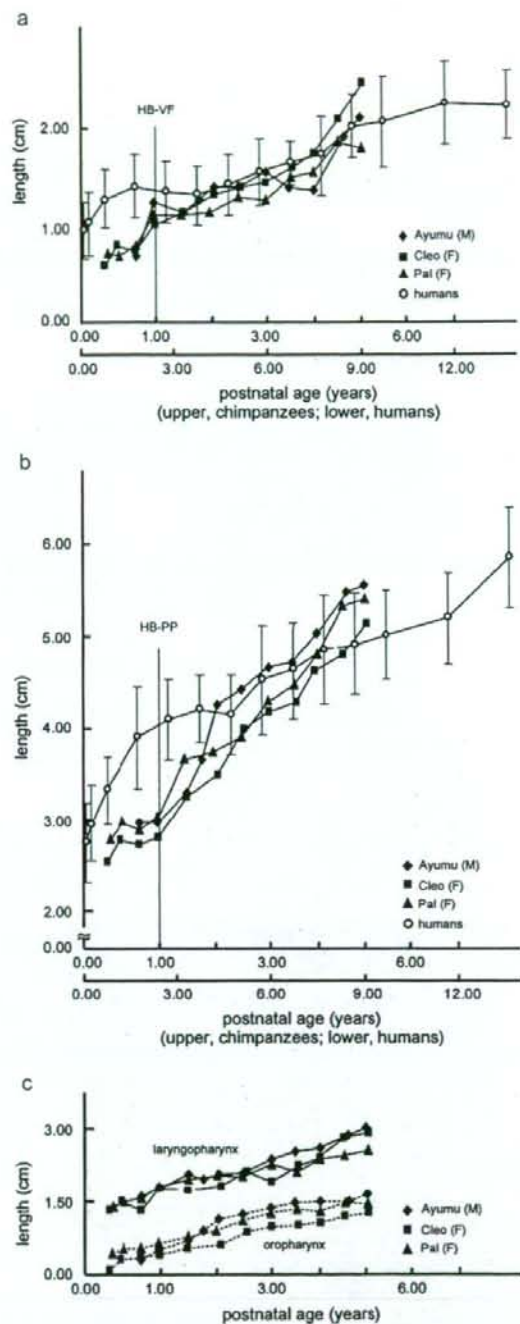 a
HB-VF
2.00
1.00
0.00
length (cm)
Ayumu (M)
Cleo (F)
Pal (F)
humans
0.00 1.00 3.00 6.00
0.00 3.00 6.00 9.00 12.00
postnatal age (years)
(upper, chimpanzees; lower, humans)
b
HB-PP
6.00
5.00
4.00
3.00
2.00
0.00
length (cm)
Ayumu (M)
Cleo (F)
Pal (F)
humans
0.00 1.00 3.00 6.00
0.00 3.00 6.00 9.00 12.00
postnatal age (years)
(upper, chimpanzees; lower, humans)
c
3.00
1.50
0.00
length (cm)
laryngopharynx
oropharynx
Ayumu (M)
Cleo (F)
Pal (F)
0.00 1.00 3.00 6.00
postnatal age (years)